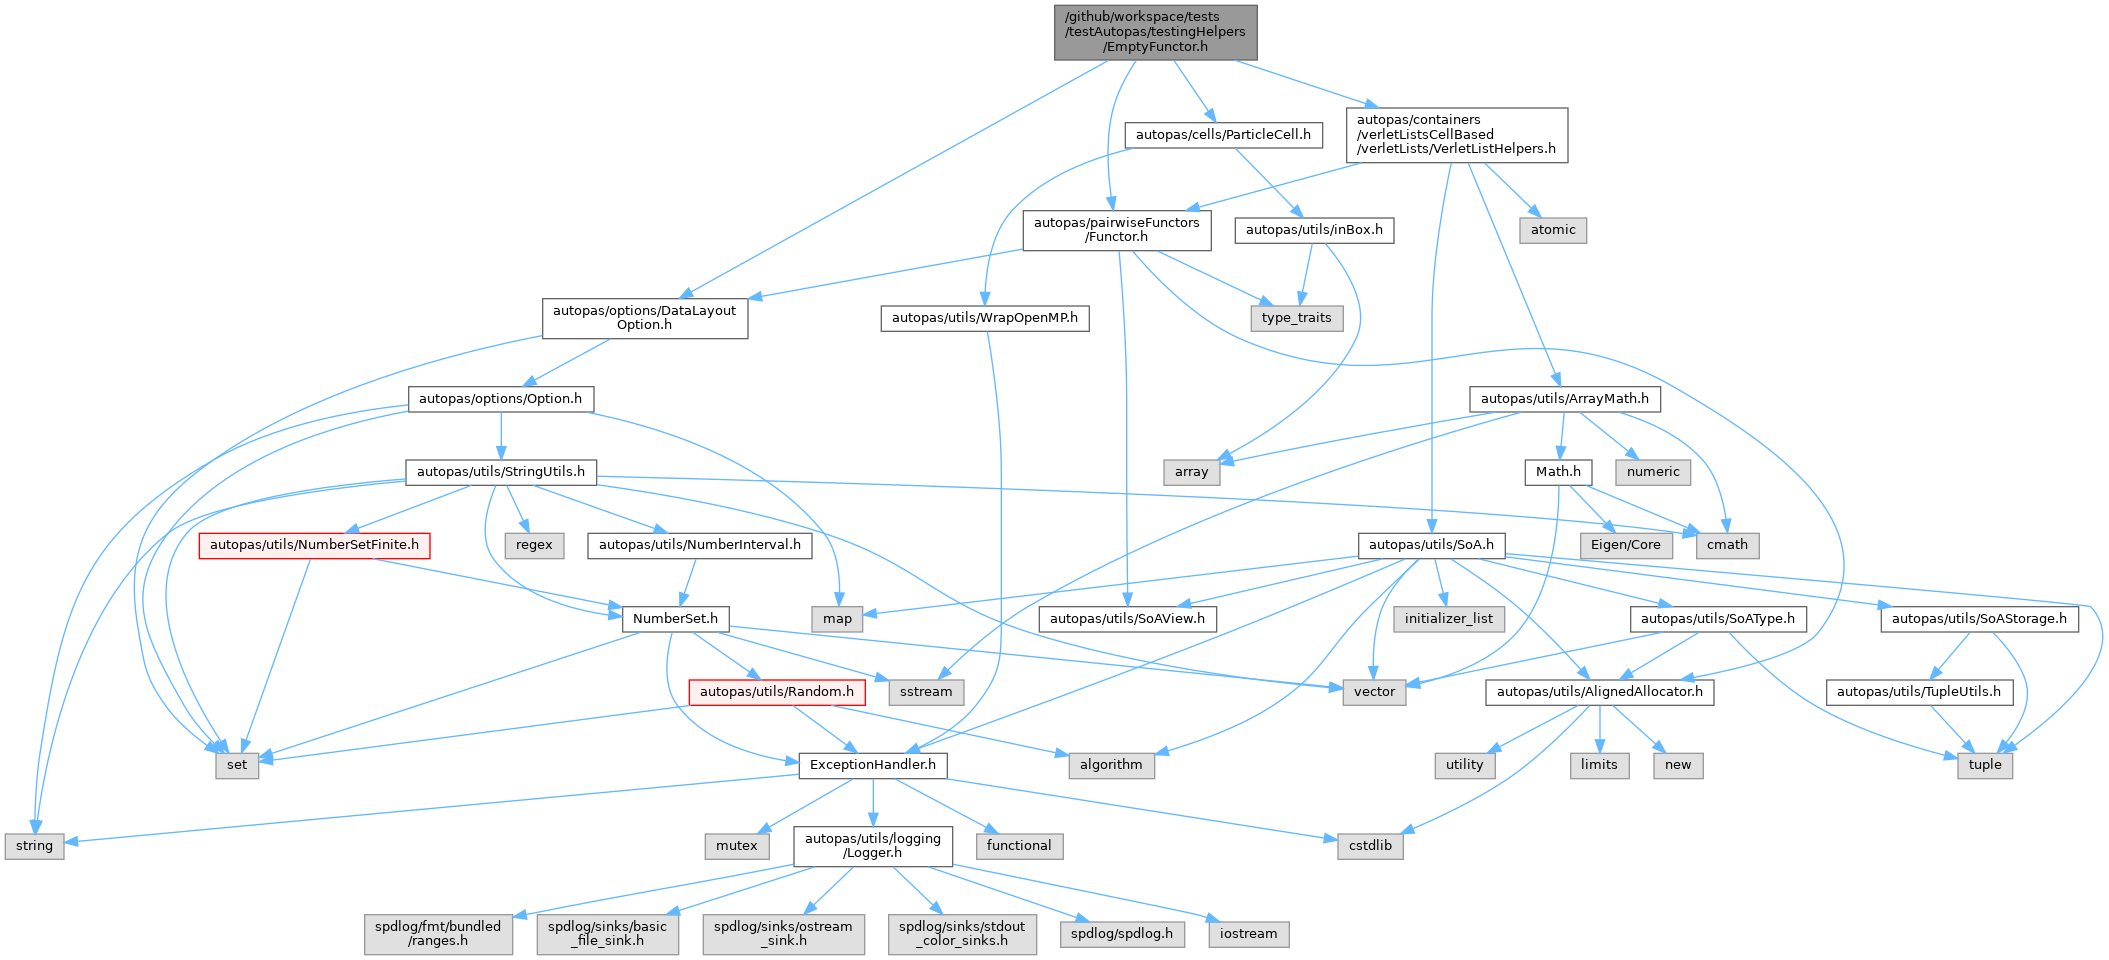 /github/workspace/tests
/testAutopas/testingHelpers
/EmptyFunctor.h
autopas/containers
/verletListsCellBased
/verletLists/VerletListHelpers.h
autopas/cells/ParticleCell.h
autopas/pairwiseFunctors
/Functor.h
autopas/utils/inBox.h
atomic
autopas/options/DataLayout
Option.h
autopas/utils/WrapOpenMP.h
type_traits
autopas/options/Option.h
autopas/utils/ArrayMath.h
autopas/utils/StringUtils.h
array
Math.h
numeric
autopas/utils/NumberSetFinite.h
regex
autopas/utils/NumberInterval.h
autopas/utils/SoA.h
Eigen/Core
cmath
NumberSet.h
map
autopas/utils/SoAView.h
initializer_list
autopas/utils/SoAType.h
autopas/utils/SoAStorage.h
autopas/utils/Random.h
sstream
vector
autopas/utils/AlignedAllocator.h
autopas/utils/TupleUtils.h
set
ExceptionHandler.h
algorithm
utility
limits
new
tuple
string
mutex
autopas/utils/logging
/Logger.h
functional
cstdlib
spdlog/fmt/bundled
/ranges.h
spdlog/sinks/basic
_file_sink.h
spdlog/sinks/ostream
_sink.h
spdlog/sinks/stdout
_color_sinks.h
spdlog/spdlog.h
iostream